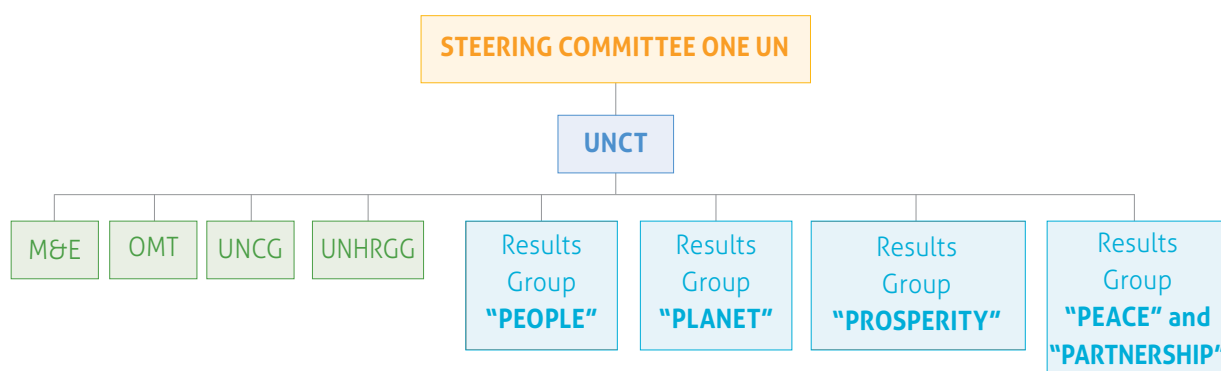 STEERING COMMITTEE ONE UN
UNCT
M&E
OMT
UNCG
UNHRGG
Results
Group
“PEOPLE”
Results
Group
“PLANET”
Results
Group
“PROSPERITY”
Results
Group
“PEACE” and
“PARTNERSHIP”